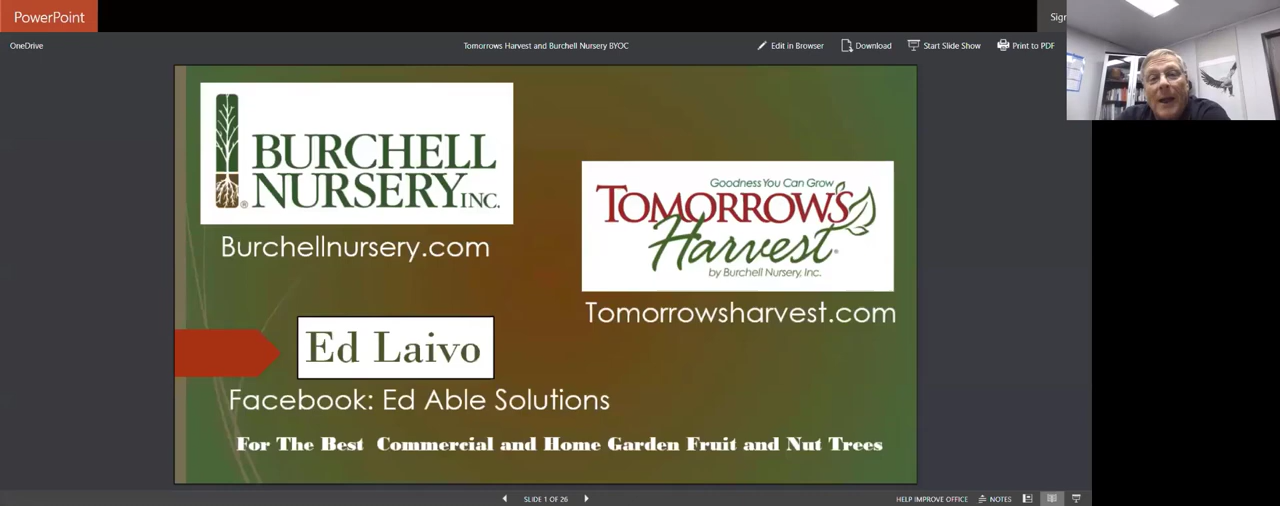 PowerPoint
Sign
OneDrive
Tomorrows Harvest and Burchell Nursery BYOC
Edit in Browser
Download
Start Slide Show
Print to PDF
BURCHELL
NURSERY INC.
®
Burchellnursery.com
Goodness You Can Grow
TOMORROW'S
Harvest®
by Burchell Nursery, Inc.
Tomorrowsharvest.com
Ed Laivo
Facebook: Ed Able Solutions
For The Best Commercial and Home Garden Fruit and Nut Trees
SLIDE 1 OF 26
HELP IMPROVE OFFICE
NOTES